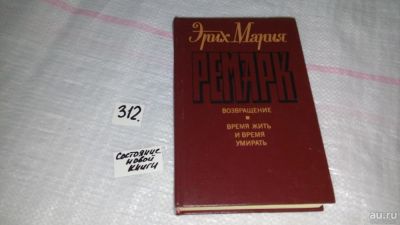 Эрих Мария
РЕМАРК
ВОЗВРАЩЕНИЕ
ВРЕМЯ ЖИТЬ
И ВРЕМЯ
УМИРАТЬ
312.
Состояние
новой
книги
au.ru